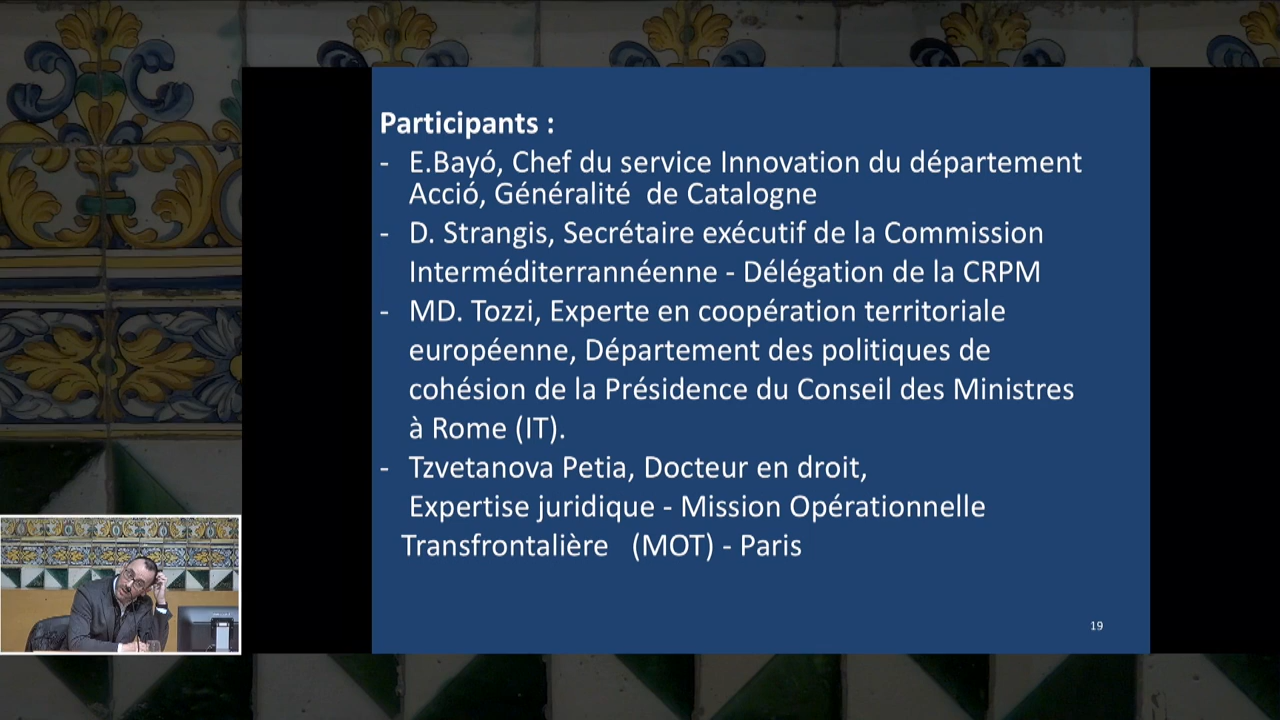 Participants :
- E.Bayó, Chef du service Innovation du département
Acció, Généralité de Catalogne
- D. Strangis, Secrétaire exécutif de la Commission
Interméditerrannéenne - Délégation de la CRPM
- MD. Tozzi, Experte en coopération territoriale
européenne, Département des politiques de
cohésion de la Présidence du Conseil des Ministres
à Rome (IT).
- Tzvetanova Petia, Docteur en droit,
Expertise juridique - Mission Opérationnelle
Transfrontalière (MOT) - Paris
19